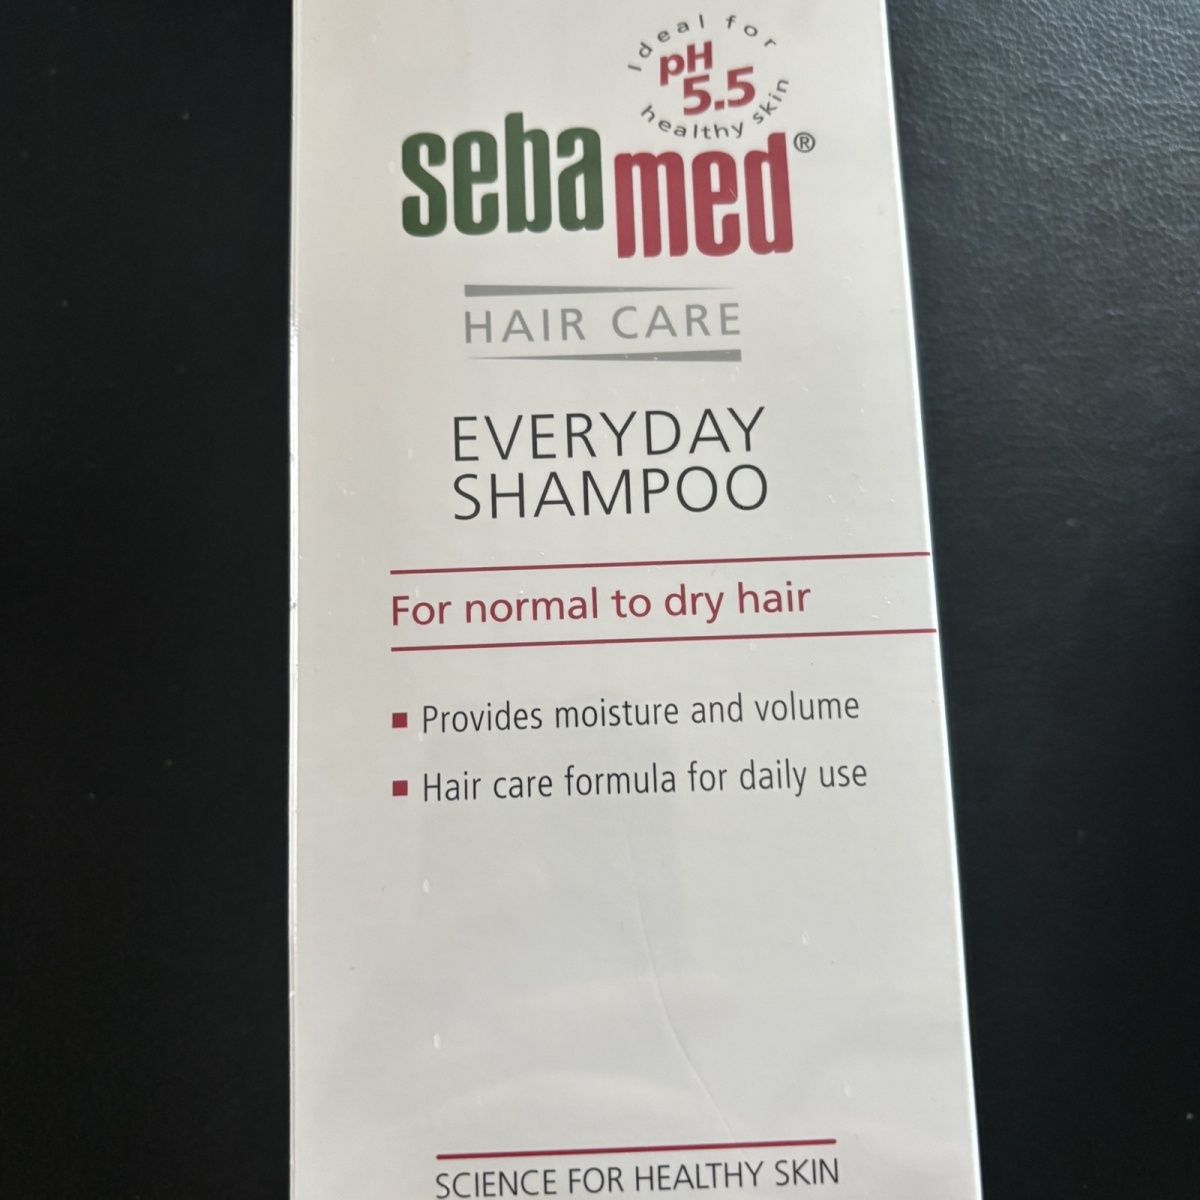 Ideal for
pH
5.5
healthy skin
sebamed®
HAIR CARE
EVERYDAY
SHAMPOO
For normal to dry hair
Provides moisture and volume
Hair care formula for daily use
SCIENCE FOR HEALTHY SKIN